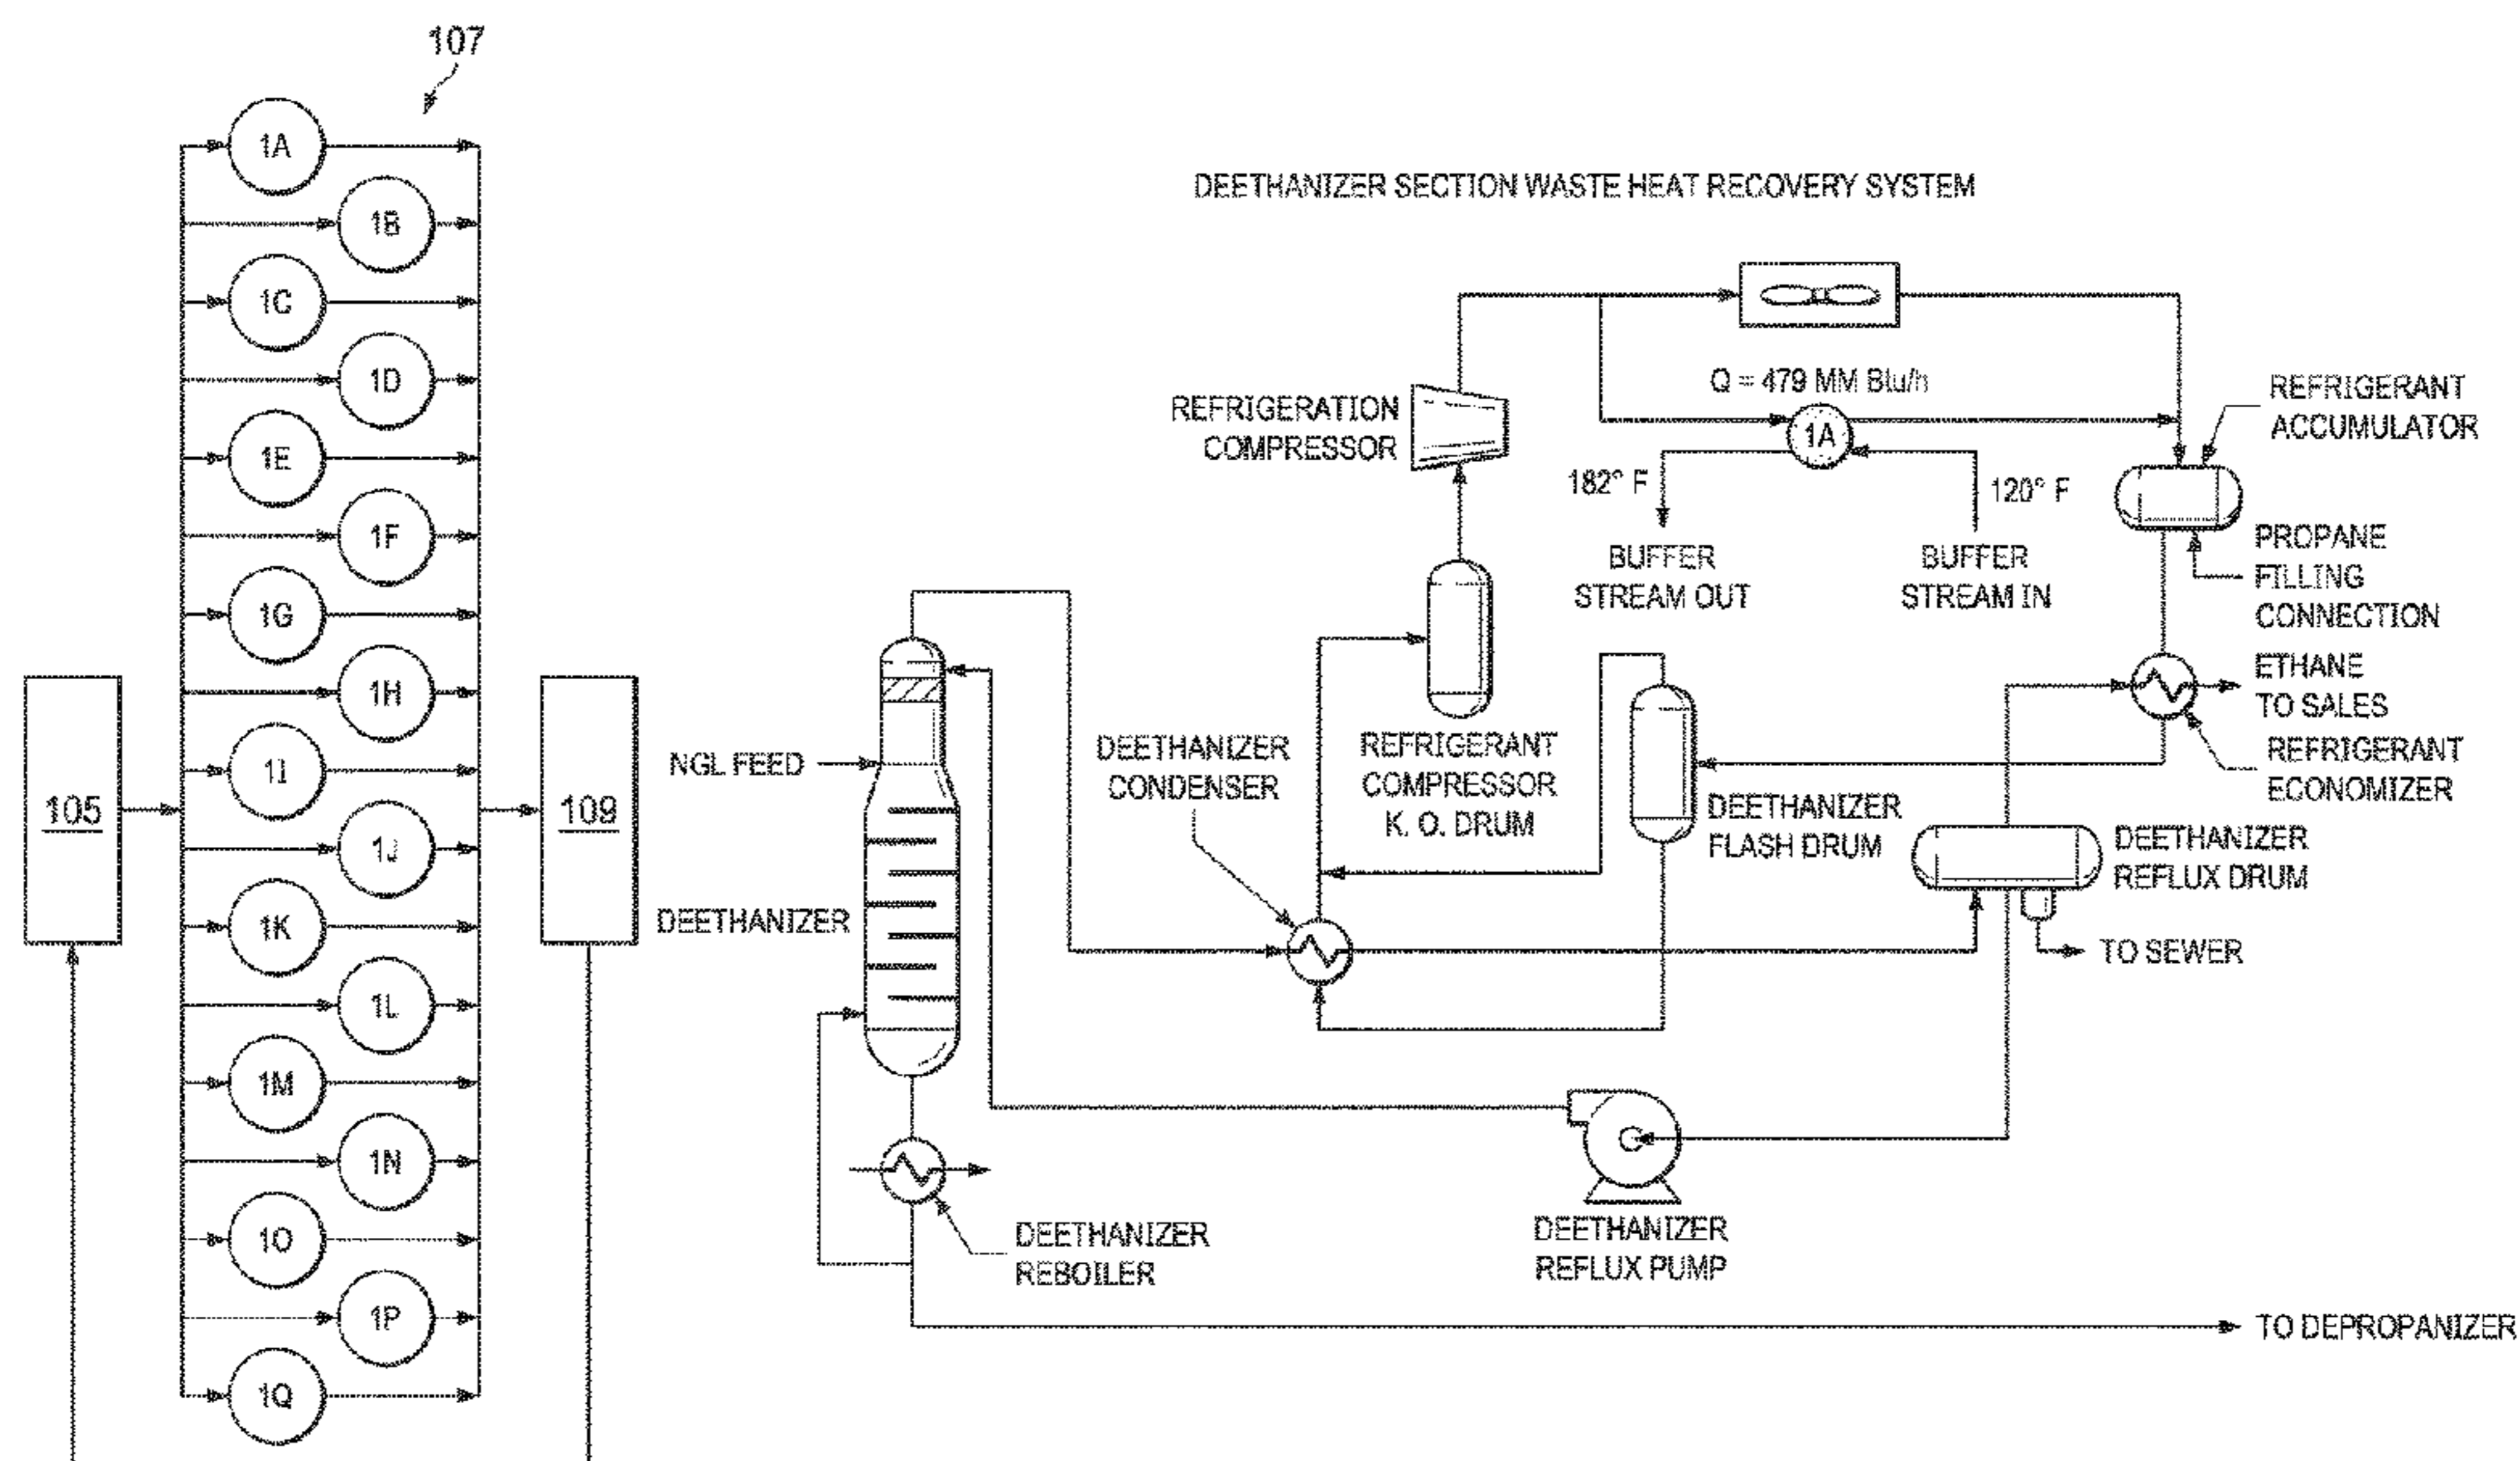 107
1A
1B
1C
1D
1E
1F
1G
1H
1I
1J
1K
1L
1M
1N
1O
1P
1Q
105
109
DEETHANIZER SECTION WASTE HEAT RECOVERY SYSTEM
Q = 479 MM Btu/h
1A
182° F
120° F
BUFFER
STREAM OUT
BUFFER
STREAM IN
REFRIGERATION
COMPRESSOR
REFRIGERANT
ACCUMULATOR
PROPANE
FILLING
CONNECTION
ETHANE
TO SALES
REFRIGERANT
ECONOMIZER
NGL FEED
DEETHANIZER
CONDENSER
REFRIGERANT
COMPRESSOR
K. O. DRUM
DEETHANIZER
FLASH DRUM
DEETHANIZER
REFLUX DRUM
DEETHANIZER
TO SEWER
DEETHANIZER
REBOILER
DEETHANIZER
REFLUX PUMP
TO DEPROPANIZER